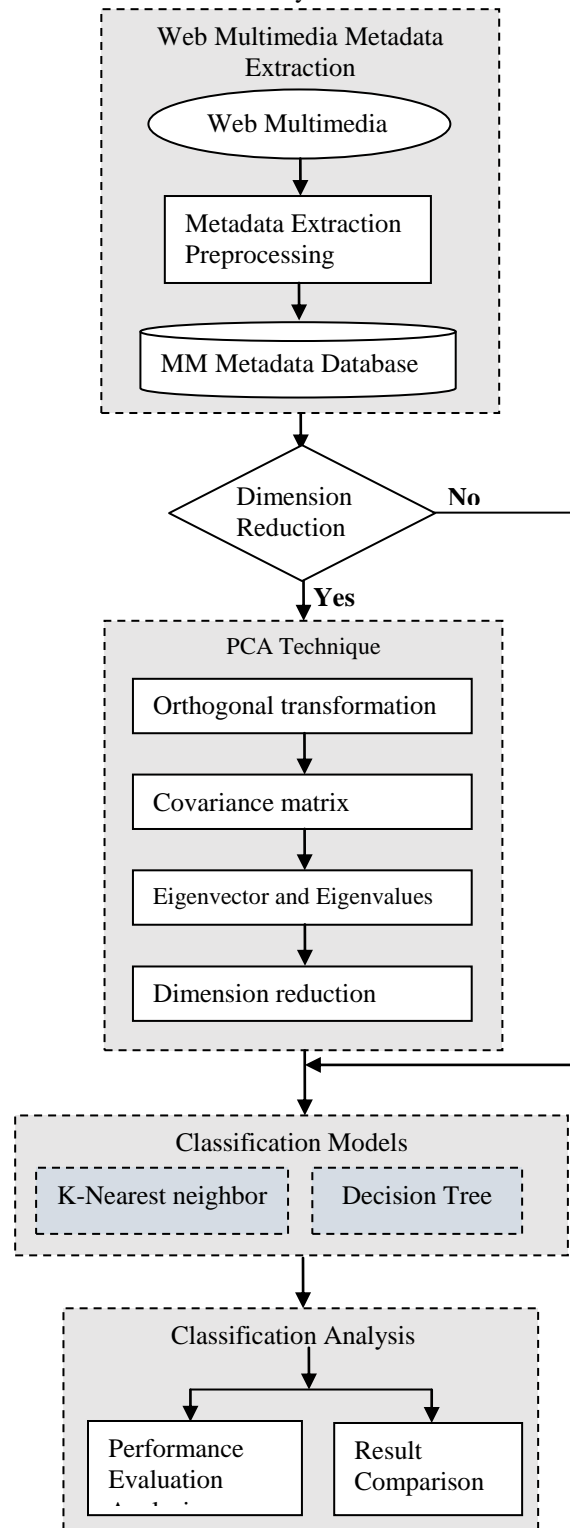 Web Multimedia Metadata
Extraction
Web Multimedia
Metadata Extraction
Preprocessing
MM Metadata Database
Dimension
Reduction
No
Yes
PCA Technique
Orthogonal transformation
Covariance matrix
Eigenvector and Eigenvalues
Dimension reduction
Classification Models
K-Nearest neighbor
Decision Tree
Classification Analysis
Performance
Evaluation
Result
Comparison